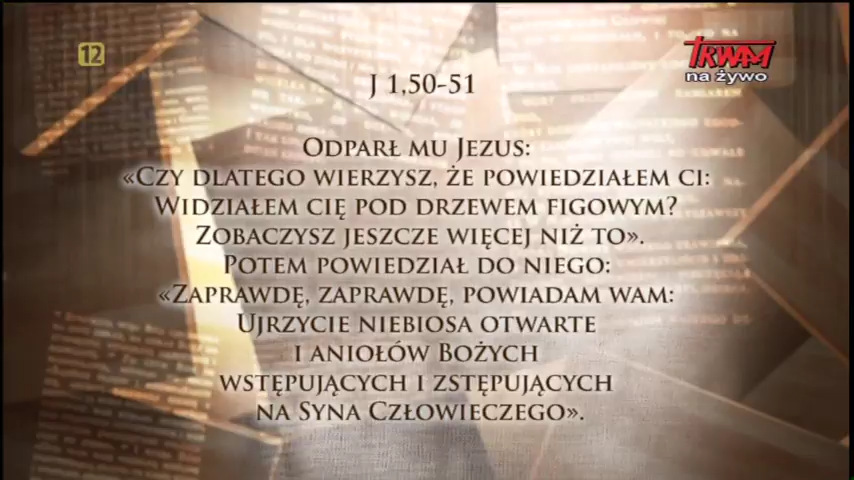 12
TRWAM
na żywo
J 1,50-51
Odparł mu Jezus:
«Czy dlatego wierzysz, że powiedziałem ci:
Widziałem cię pod drzewem figowym?
Zobaczysz jeszcze więcej niż to».
Potem powiedział do niego:
«Zaprawdę, zaprawdę, powiadam wam:
Ujrzycie niebiosa otwarte
i aniołów Bożych
wstępujących i zstępujących
na Syna Człowieczego».